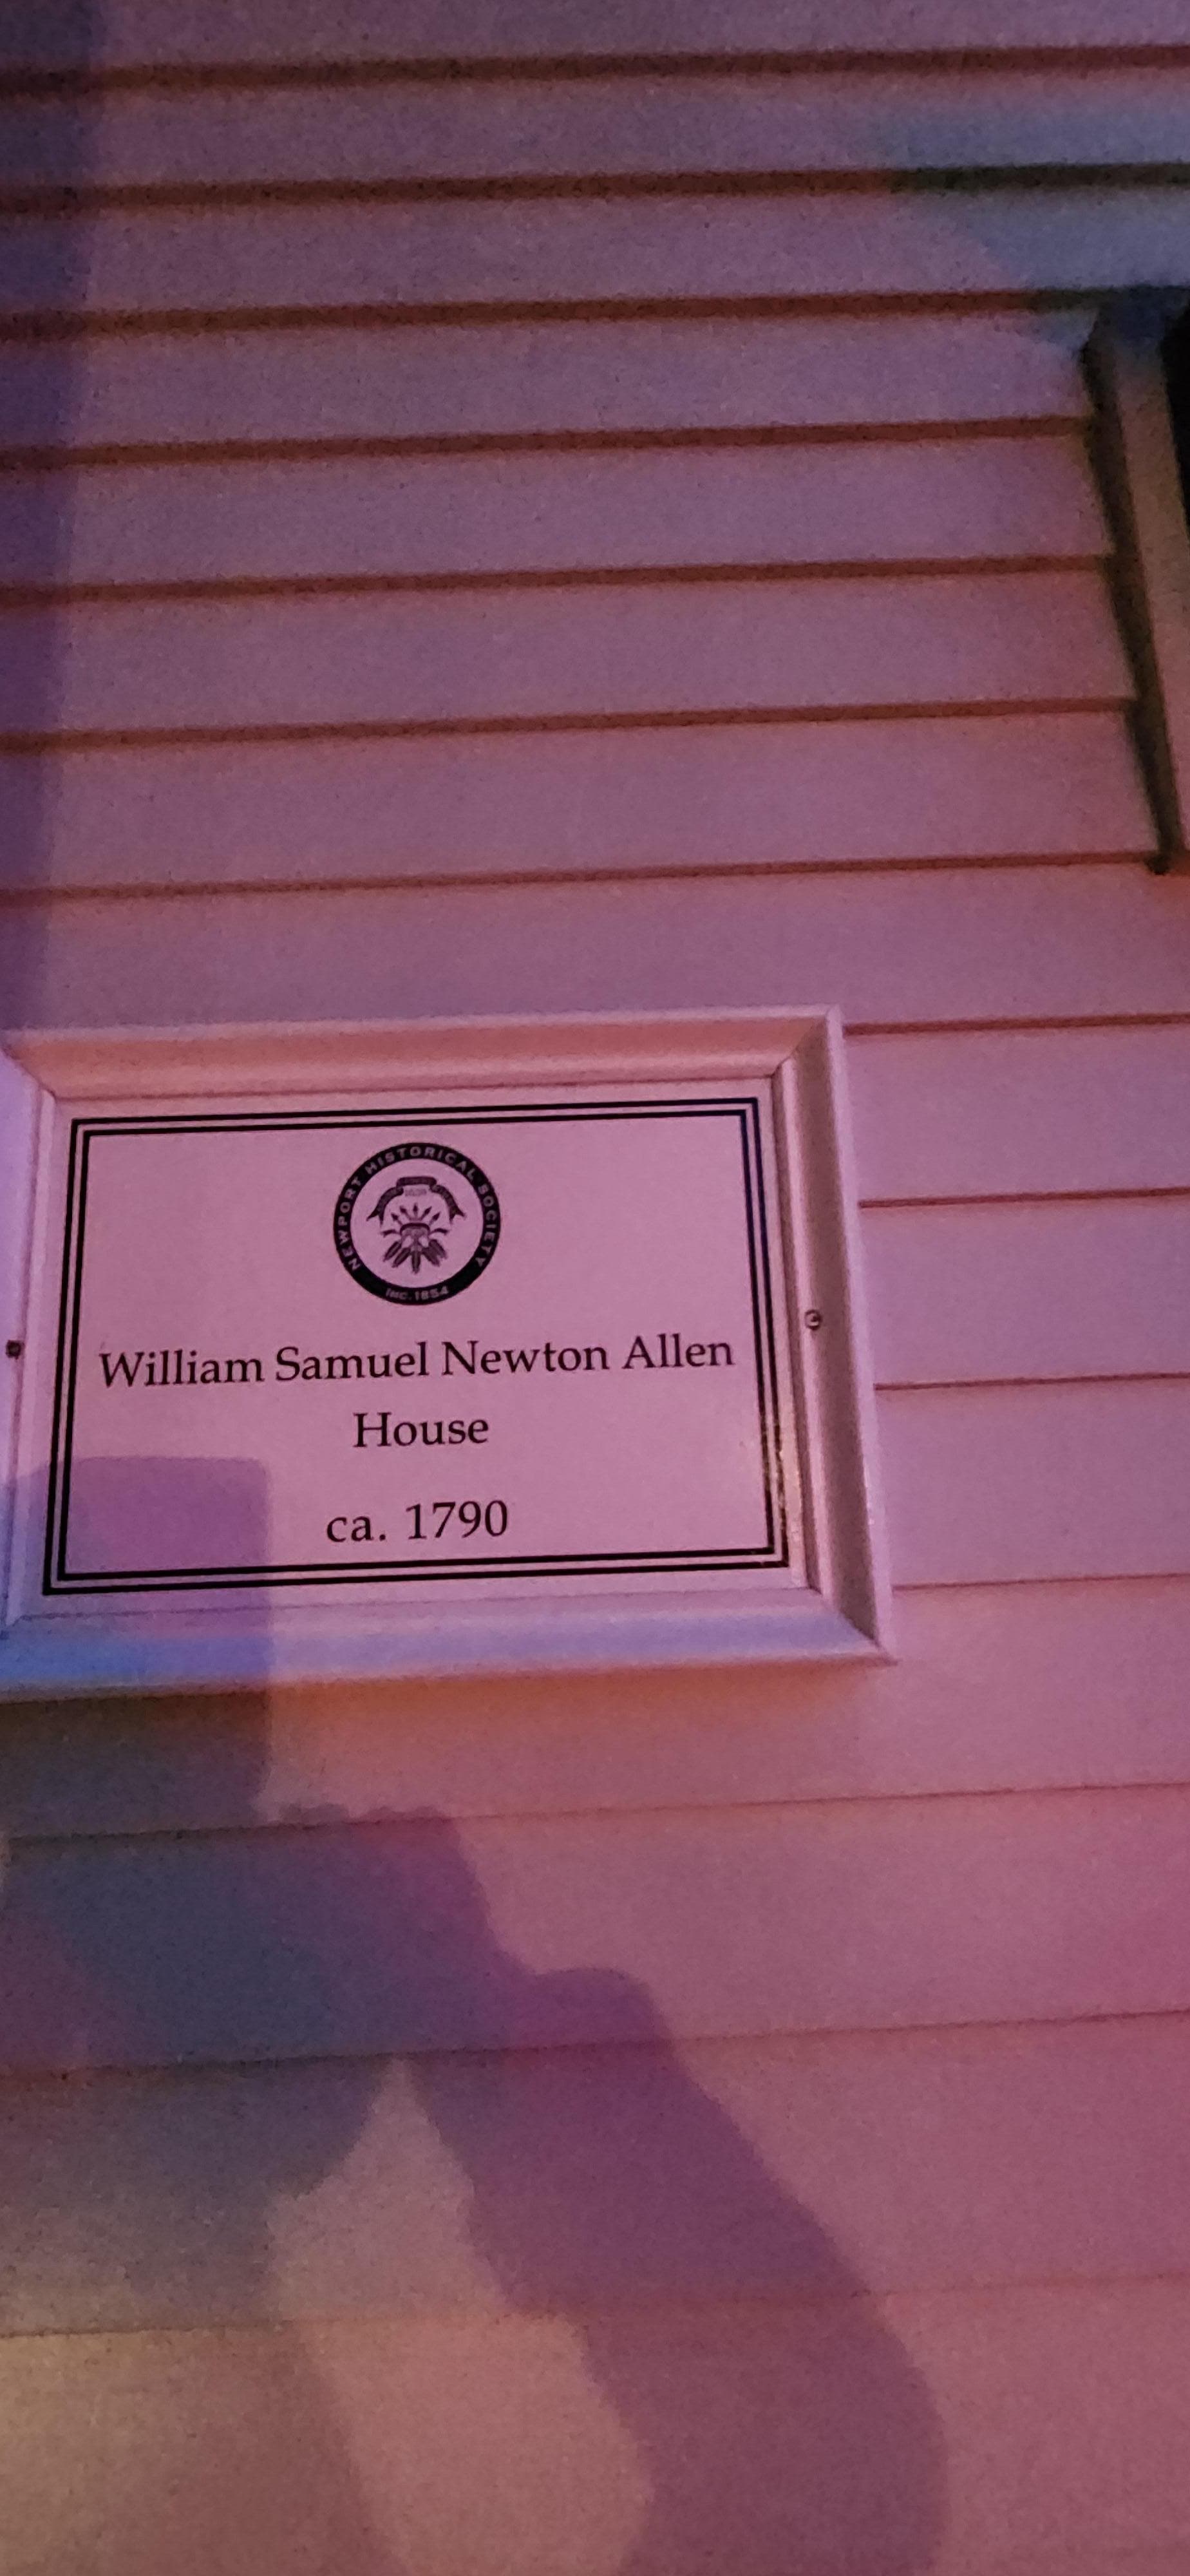 NEWPORT HISTORICAL SOCIETY
INC. 1854
William Samuel Newton Allen
House
ca. 1790